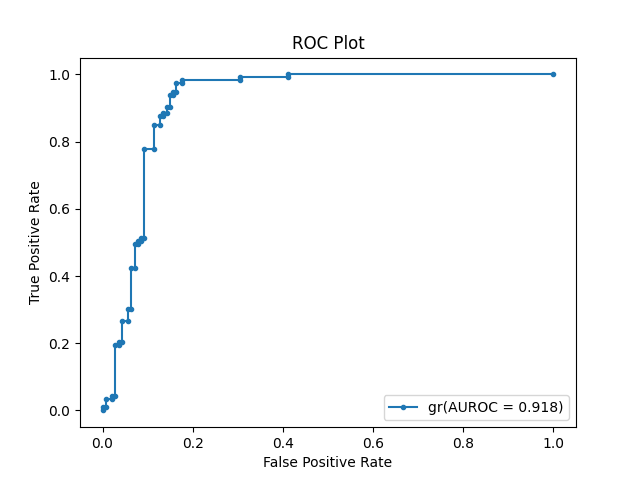 ROC Plot
True Positive Rate
1.0
0.8
0.6
0.4
0.2
0.0
gr(AUROC = 0.918)
0.0 0.2 0.4 0.6 0.8 1.0
False Positive Rate